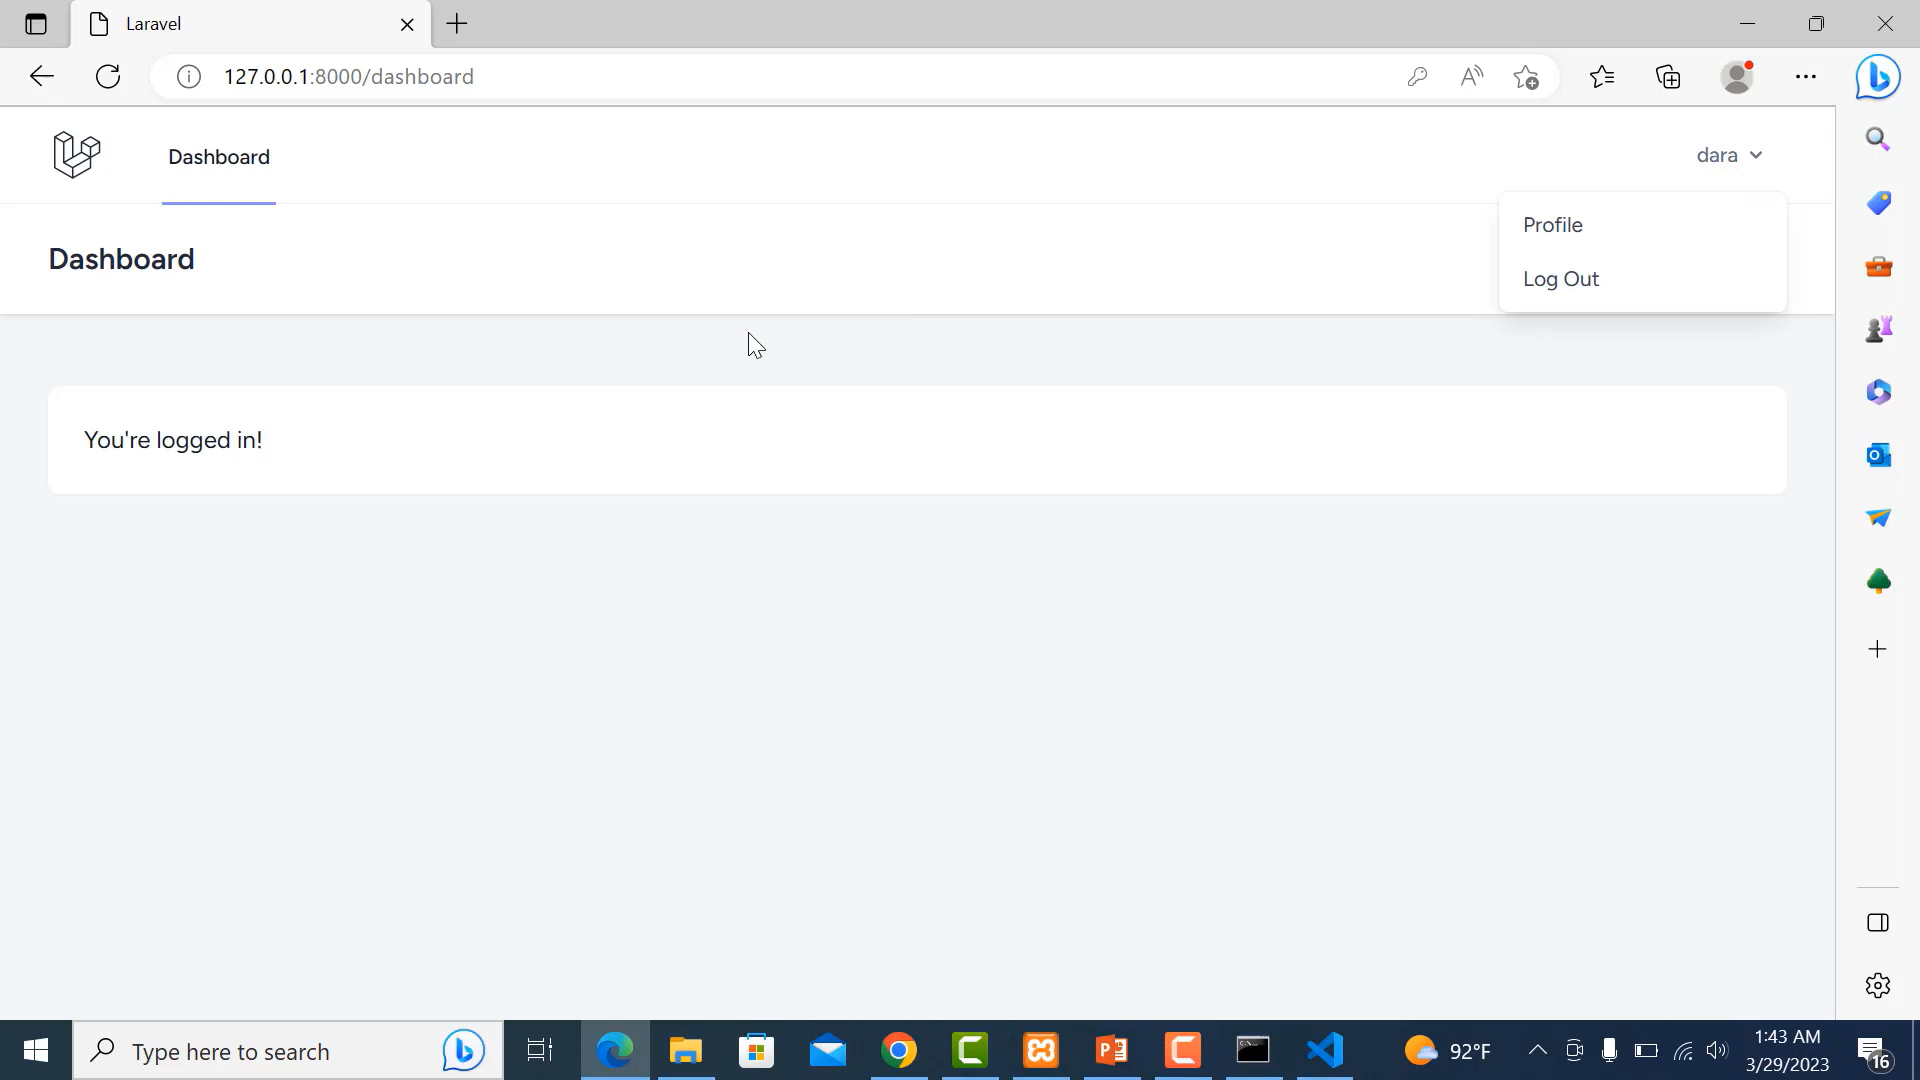 Laravel
127.0.0.1:8000/dashboard
Dashboard
dara
Profile
Log Out
Dashboard
You're logged in!
Type here to search
92°F
1:43 AM
3/29/2023
16